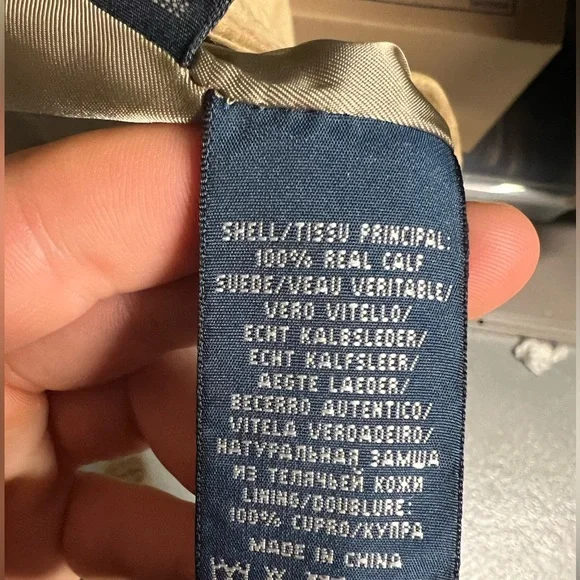 SHELL/TISSU PRINCIPAL:
100% REAL CALF
SUEDE/VEAU VERITABLE/
VERO VITELLO/
ECHT KALBSLEDER/
ECHT KALFSLEER/
AEGTE LAEDER/
BECERRO AUTENTICO/
VITELA VERDADEIRO/
НАТУРАЛЬНАЯ ЗАМША
ИЗ ТЕЛЯЧЬЕЙ КОЖИ
LINING/DOUBLURE:
100% CUPRO/КУПРА
MADE IN CHINA